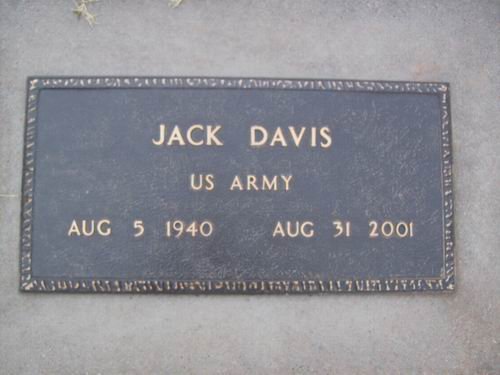 JACK DAVIS
US ARMY
AUG 5 1940 AUG 31 2001